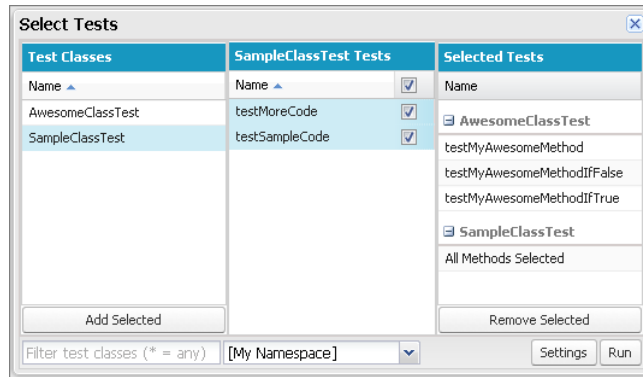 Select Tests
Test Classes
Name
AwesomeClassTest
SampleClassTest
Add Selected
SampleClassTest Tests
Name
testMoreCode
testSampleCode
Selected Tests
Name
AwesomeClassTest
testMyAwesomeMethod
testMyAwesomeMethodIfFalse
testMyAwesomeMethodIfTrue
SampleClassTest
All Methods Selected
Remove Selected
Filter test classes (* = any)
[My Namespace]
Settings
Run